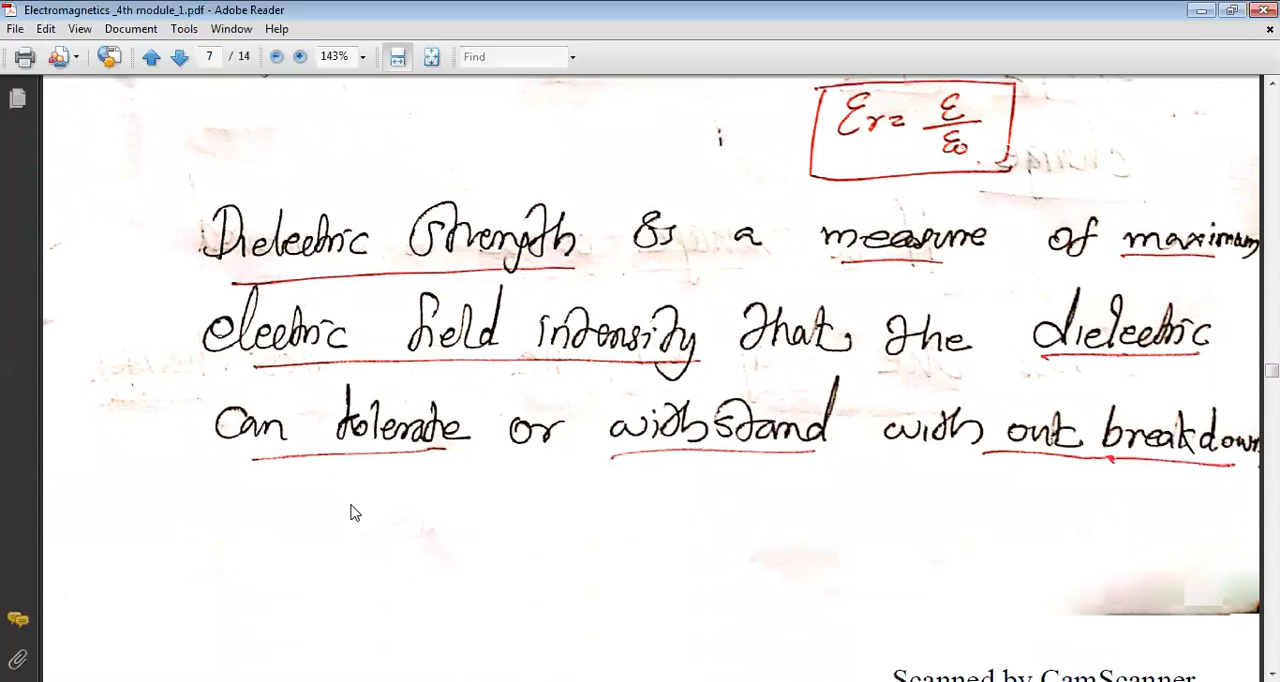 Electromagnetics _4th module_1.pdf - Adobe Reader
File Edit View Document Tools Window Help
7 / 14 143% Find
εr = ε / ε0
Dielectric strength is a measure of maximum
electric field intensity that the dielectric
can tolerate or withstand with out breakdown
Scanned by CamScanner